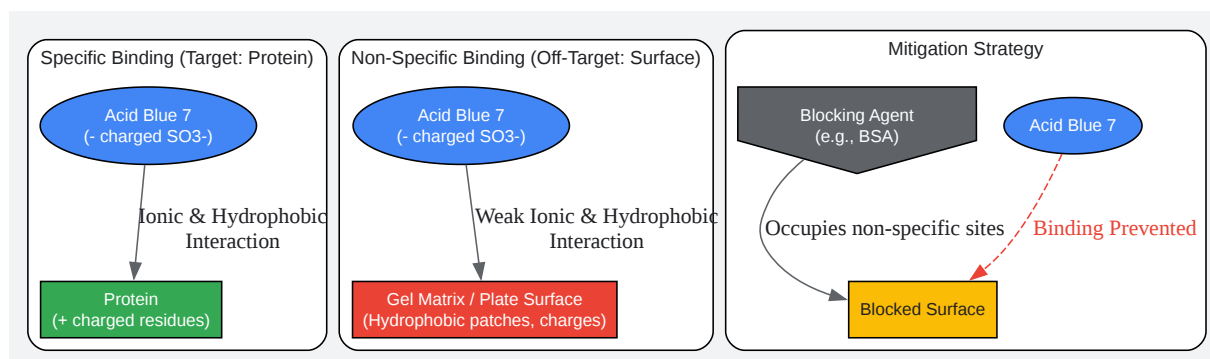 Specific Binding (Target: Protein)
Acid Blue 7
(- charged SO3-)
Ionic & Hydrophobic
Interaction
Protein
(+ charged residues)
Non-Specific Binding (Off-Target: Surface)
Acid Blue 7
(- charged SO3-)
Weak Ionic & Hydrophobic
Interaction
Gel Matrix / Plate Surface
(Hydrophobic patches, charges)
Mitigation Strategy
Blocking Agent
(e.g., BSA)
Acid Blue 7
Occupies non-specific sites
Binding Prevented
Blocked Surface